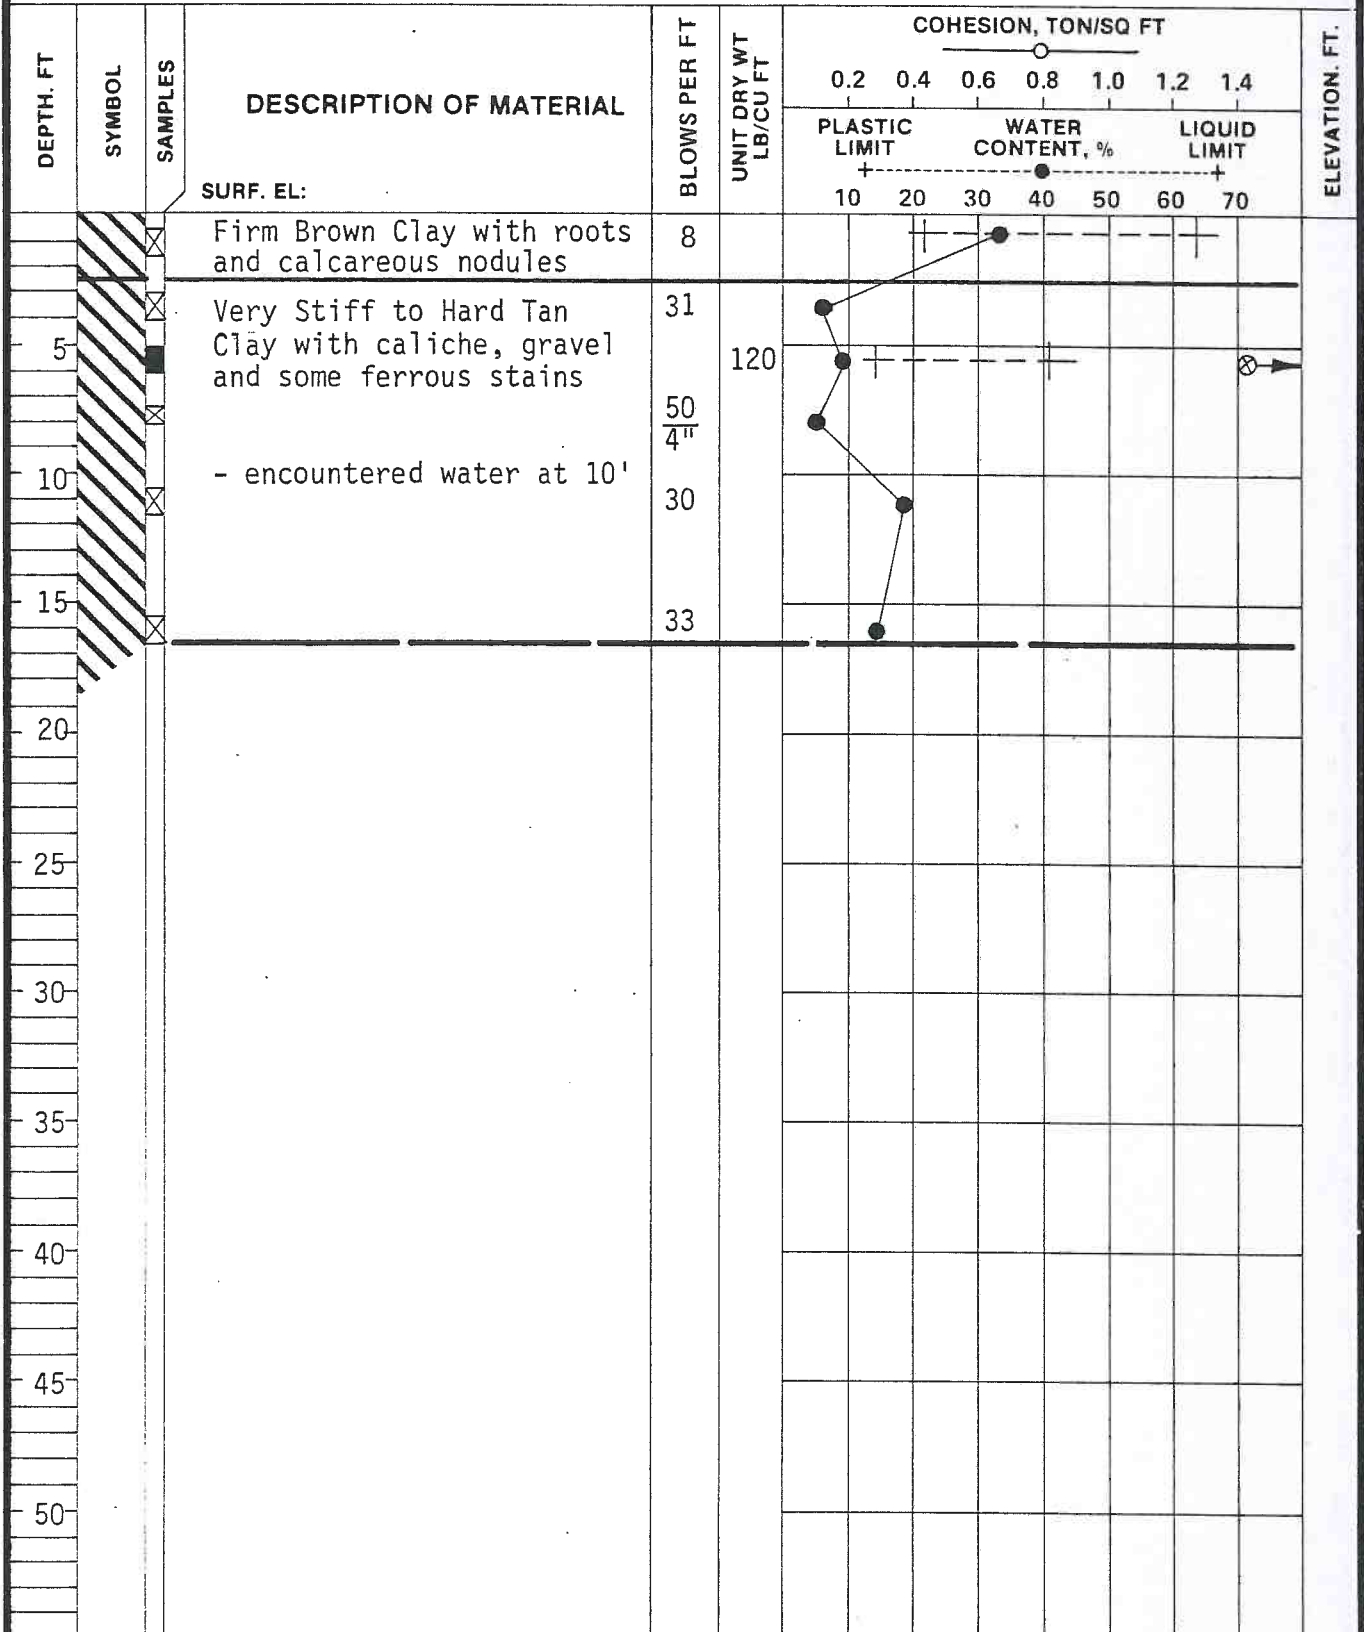 DEPTH. FT
SYMBOL
SAMPLES
DESCRIPTION OF MATERIAL
SURF. EL:
BLOWS PER FT
UNIT DRY WT
LB/CU FT
COHESION, TON/SQ FT
0.2 0.4 0.6 0.8 1.0 1.2 1.4
PLASTIC
LIMIT
WATER
CONTENT, %
LIQUID
LIMIT
10 20 30 40 50 60 70
ELEVATION. FT.
Firm Brown Clay with roots
and calcareous nodules
8
Very Stiff to Hard Tan
31
5
Clay with caliche, gravel
120
and some ferrous stains
50
4"
10
- encountered water at 10'
30
15
33
20
25
30
35
40
45
50